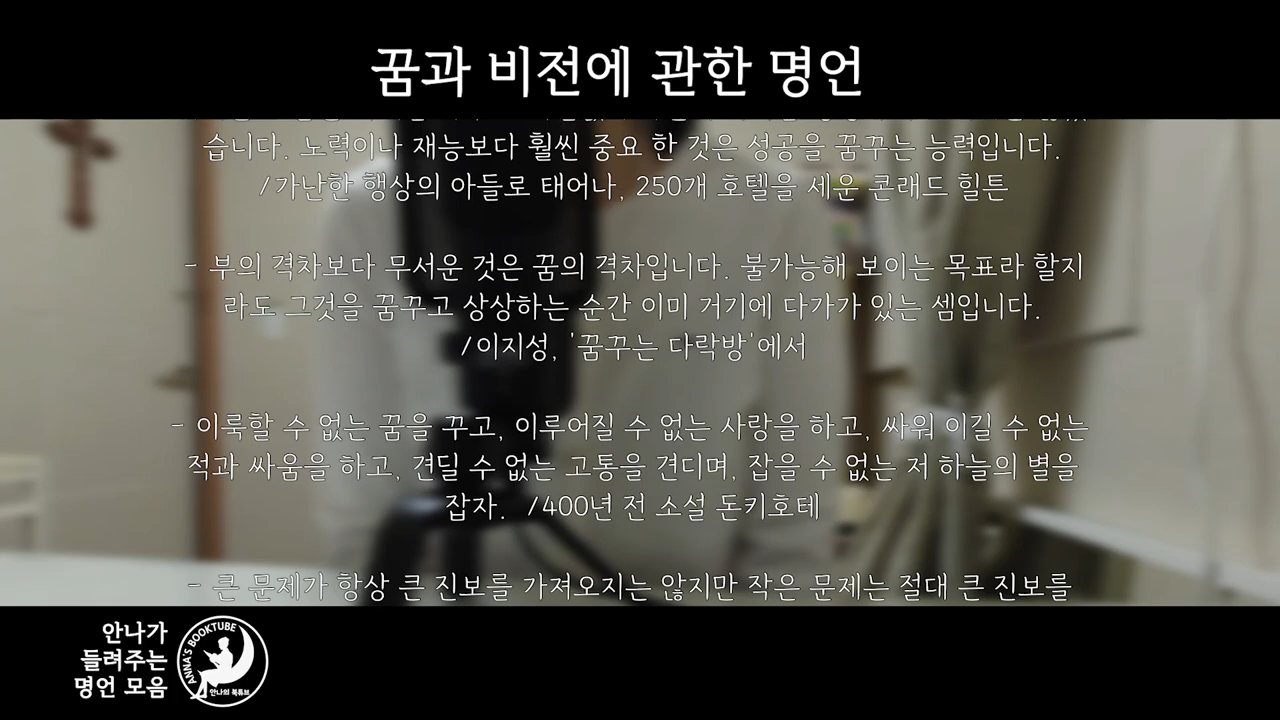 꿈과 비전에 관한 명언
습니다. 노력이나 재능보다 훨씬 중요 한 것은 성공을 꿈꾸는 능력입니다.
/가난한 행상의 아들로 태어나, 250개 호텔을 세운 콘래드 힐튼
- 부의 격차보다 무서운 것은 꿈의 격차입니다. 불가능해 보이는 목표라 할지
라도 그것을 꿈꾸고 상상하는 순간 이미 거기에 다가가 있는 셈입니다.
/이지성, '꿈꾸는 다락방'에서
- 이룩할 수 없는 꿈을 꾸고, 이루어질 수 없는 사랑을 하고, 싸워 이길 수 없는
적과 싸움을 하고, 견딜 수 없는 고통을 견디며, 잡을 수 없는 저 하늘의 별을
잡자. /400년 전 소설 돈키호테
- 큰 문제가 항상 큰 진보를 가져오지는 않지만 작은 문제는 절대 큰 진보를
안나가
들려주는
명언 모음
ANNA'S BOOKTUBE
안나의 북튜브